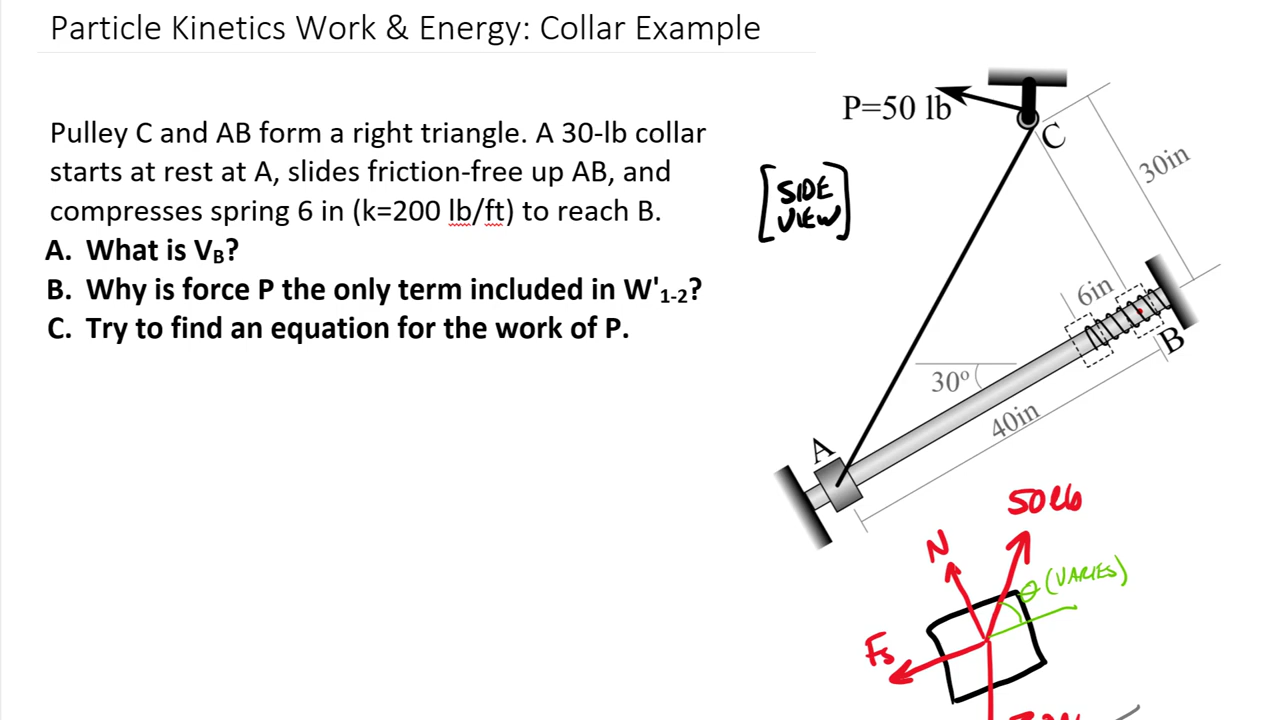 Particle Kinetics Work & Energy: Collar Example
Pulley C and AB form a right triangle. A 30-lb collar
starts at rest at A, slides friction-free up AB, and
compresses spring 6 in (k=200 lb/ft) to reach B.
A. What is VB?
B. Why is force P the only term included in W'1-2?
C. Try to find an equation for the work of P.
P=50 lb
C
[SIDE
VIEW]
30in
6in
B
30º
40in
A
50 lb
N
θ (VARIES)
Fs